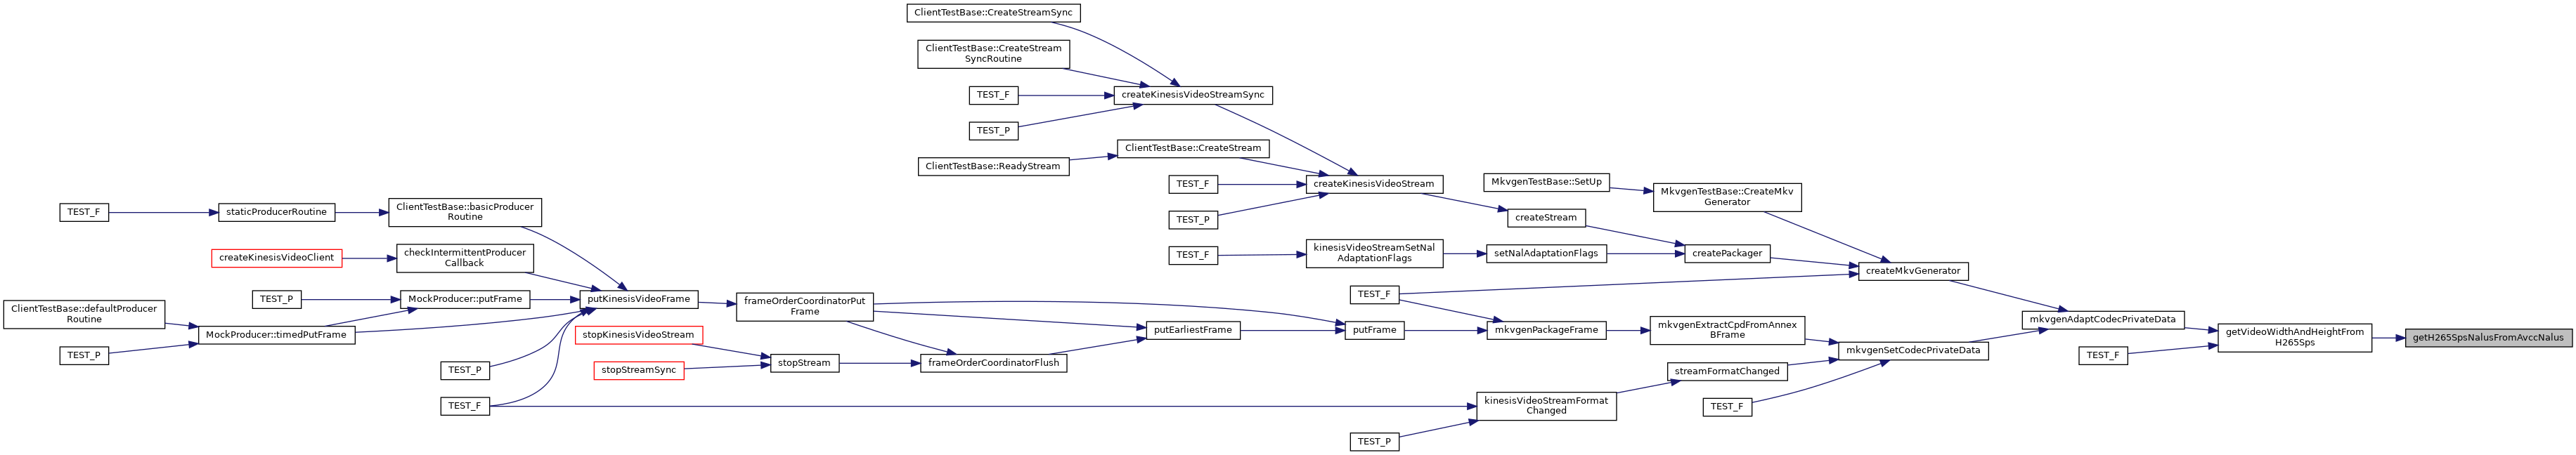 ClientTestBase::CreateStreamSync
ClientTestBase::CreateStream
SyncRoutine
TEST_F
createKinesisVideoStreamSync
TEST_P
ClientTestBase::CreateStream
ClientTestBase::ReadyStream
TEST_F
createKinesisVideoStream
MkvgenTestBase::SetUp
MkvgenTestBase::CreateMkv
Generator
TEST_F
staticProducerRoutine
ClientTestBase::basicProducer
Routine
TEST_P
createStream
createKinesisVideoClient
checkIntermittentProducer
Callback
TEST_F
kinesisVideoStreamSetNal
AdaptationFlags
setNalAdaptationFlags
createPackager
createMkvGenerator
TEST_P
MockProducer::putFrame
putKinesisVideoFrame
frameOrderCoordinatorPut
Frame
TEST_F
ClientTestBase::defaultProducer
Routine
MockProducer::timedPutFrame
stopKinesisVideoStream
putEarliestFrame
putFrame
mkvgenPackageFrame
mkvgenExtractCpdFromAnnex
BFrame
mkvgenAdaptCodecPrivateData
getVideoWidthAndHeightFrom
H265Sps
getH265SpsNalusFromAvccNalus
TEST_P
TEST_P
stopStreamSync
stopStream
frameOrderCoordinatorFlush
mkvgenSetCodecPrivateData
TEST_F
streamFormatChanged
TEST_F
kinesisVideoStreamFormat
Changed
TEST_F
TEST_P